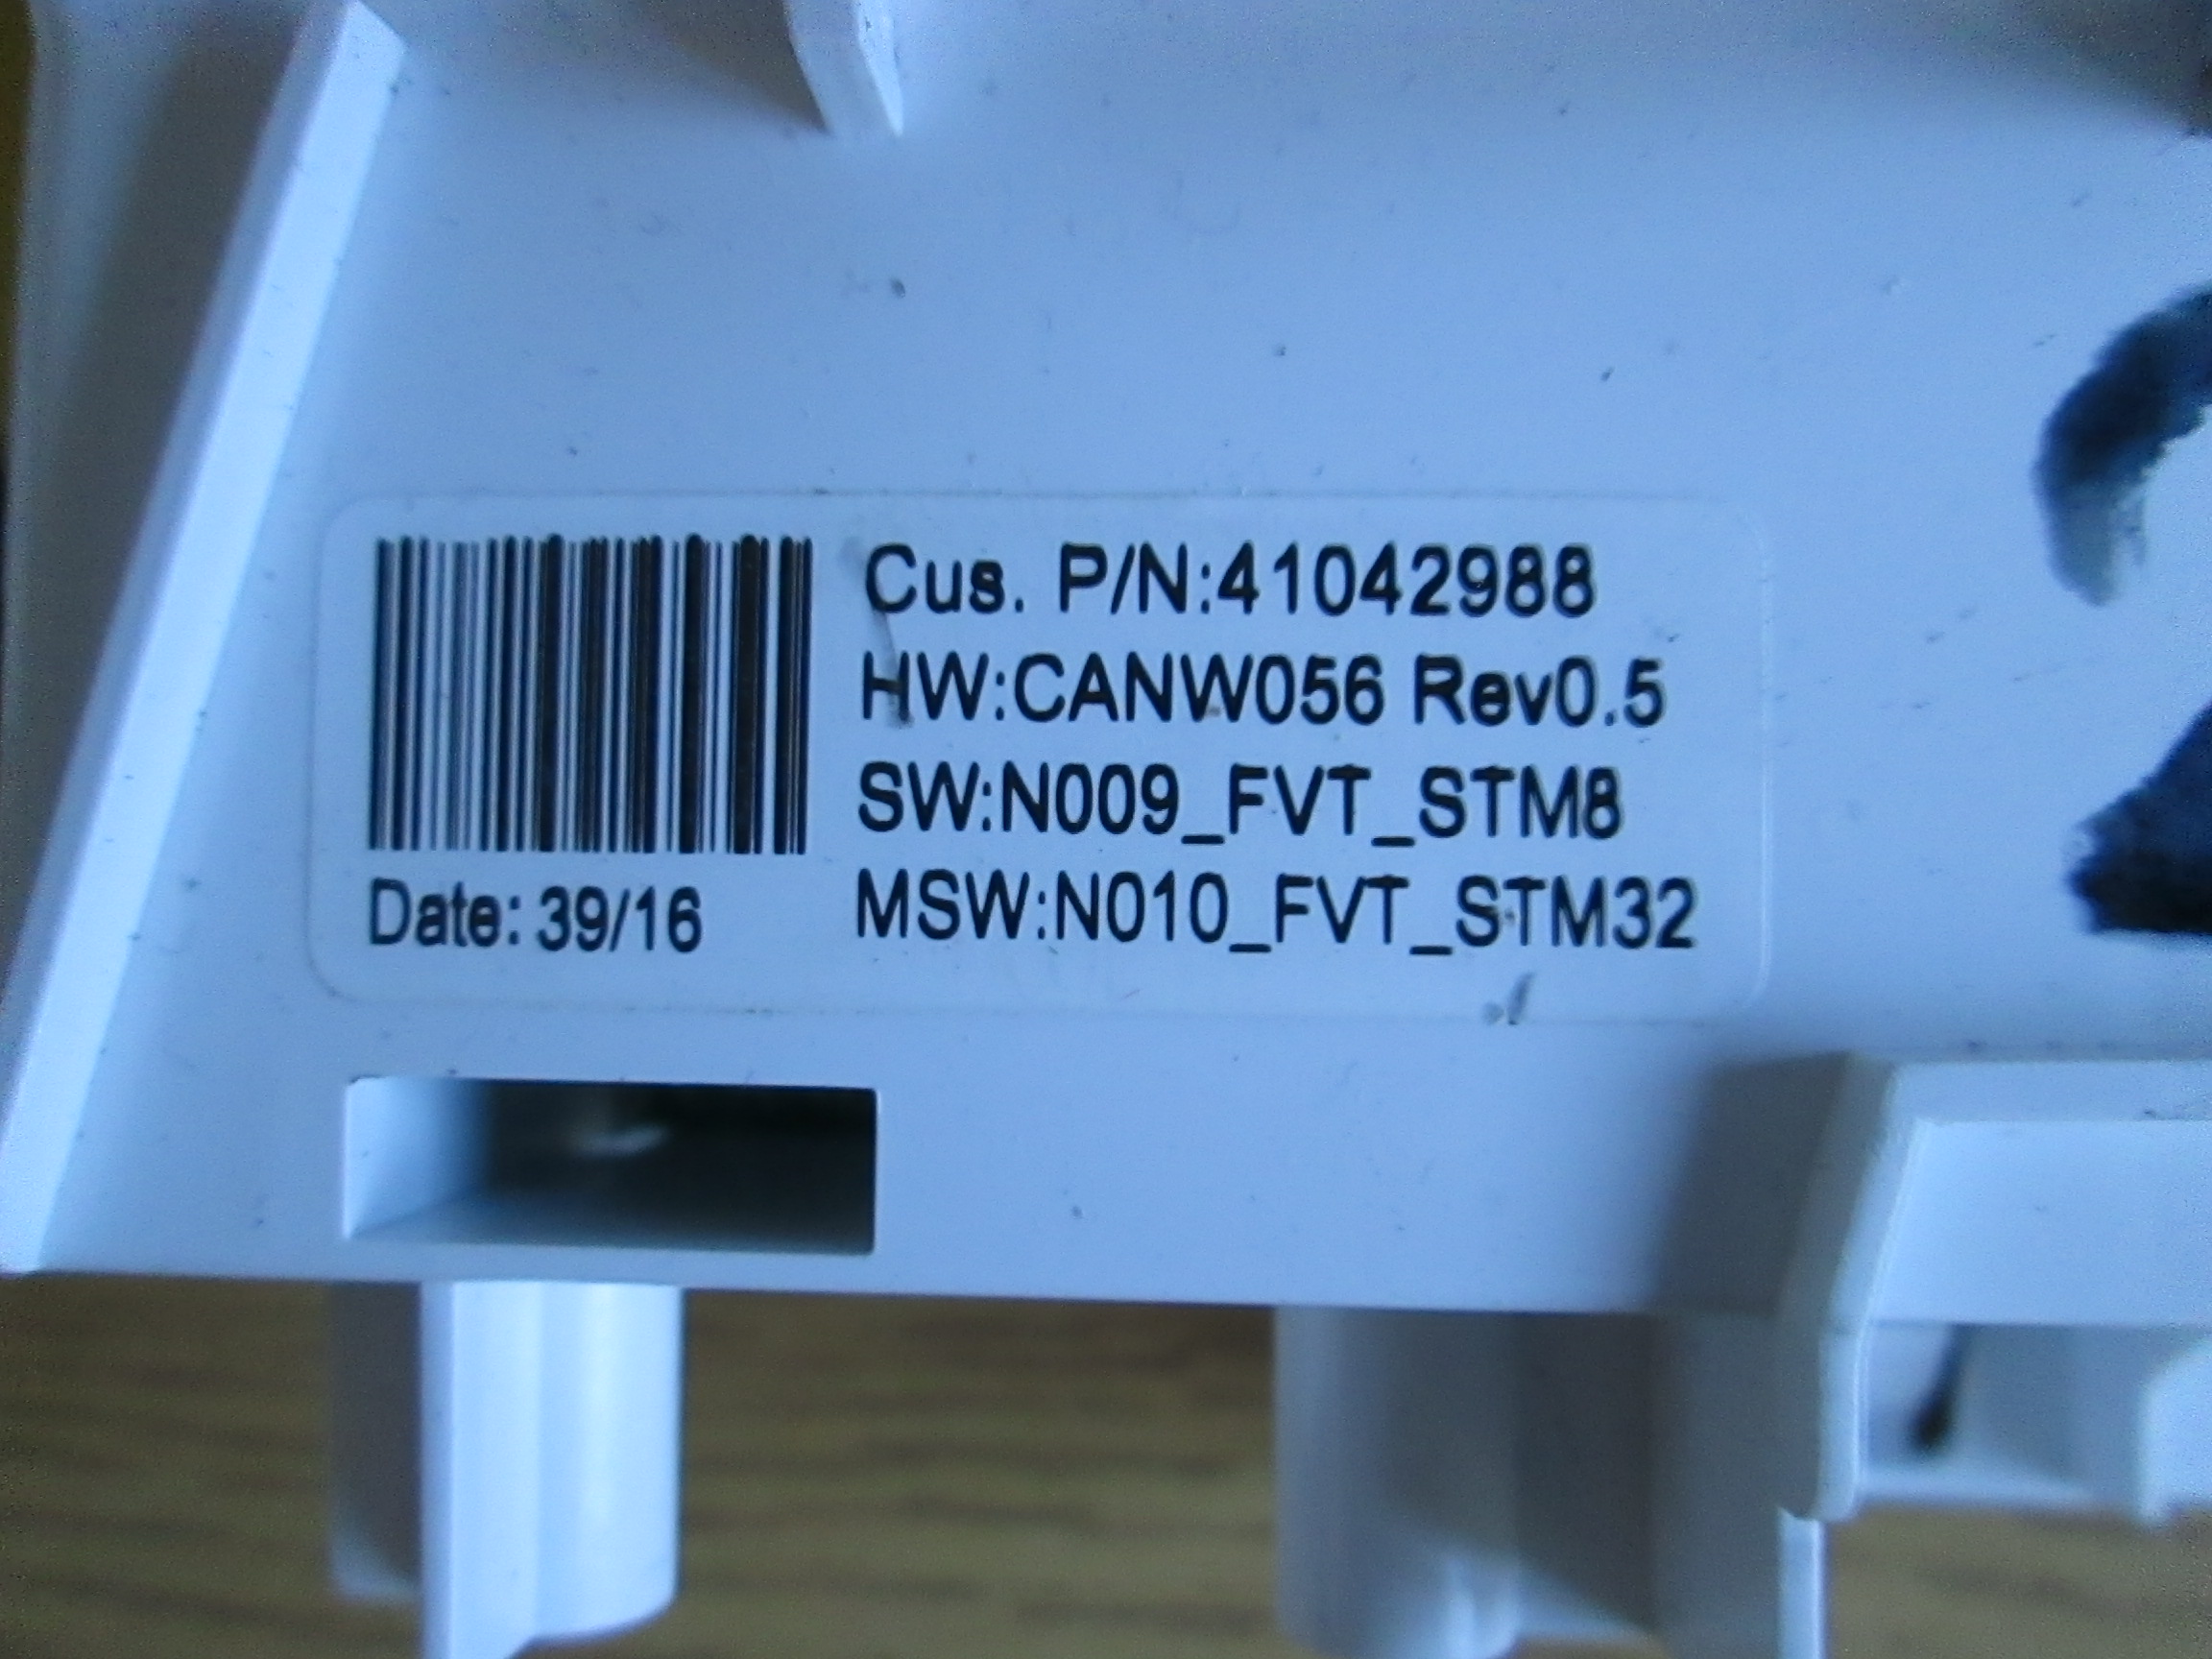 Cus. P/N:41042988
HW:CANW056 Rev0.5
SW:N009_FVT_STM8
MSW:N010_FVT_STM32
Date: 39/16